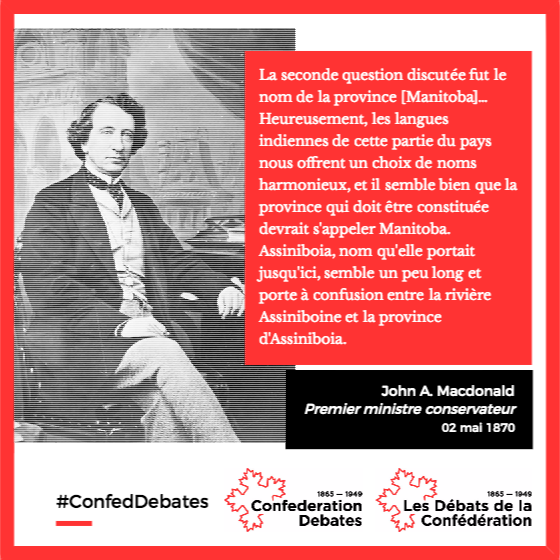 La seconde question discutée fut le
nom de la province [Manitoba]...
Heureusement, les langues
indiennes de cette partie du pays
nous offrent un choix de noms
harmonieux, et il semble bien que la
province qui doit être constituée
devrait s'appeler Manitoba.
Assiniboia, nom qu'elle portait
jusqu'ici, semble un peu long et
porte à confusion entre la rivière
Assiniboine et la province
d'Assiniboia.
John A. Macdonald
Premier ministre conservateur
02 mai 1870
#ConfedDebates
1865 — 1949
Confederation
Debates
1865 — 1949
Les Débats de la
Confédération